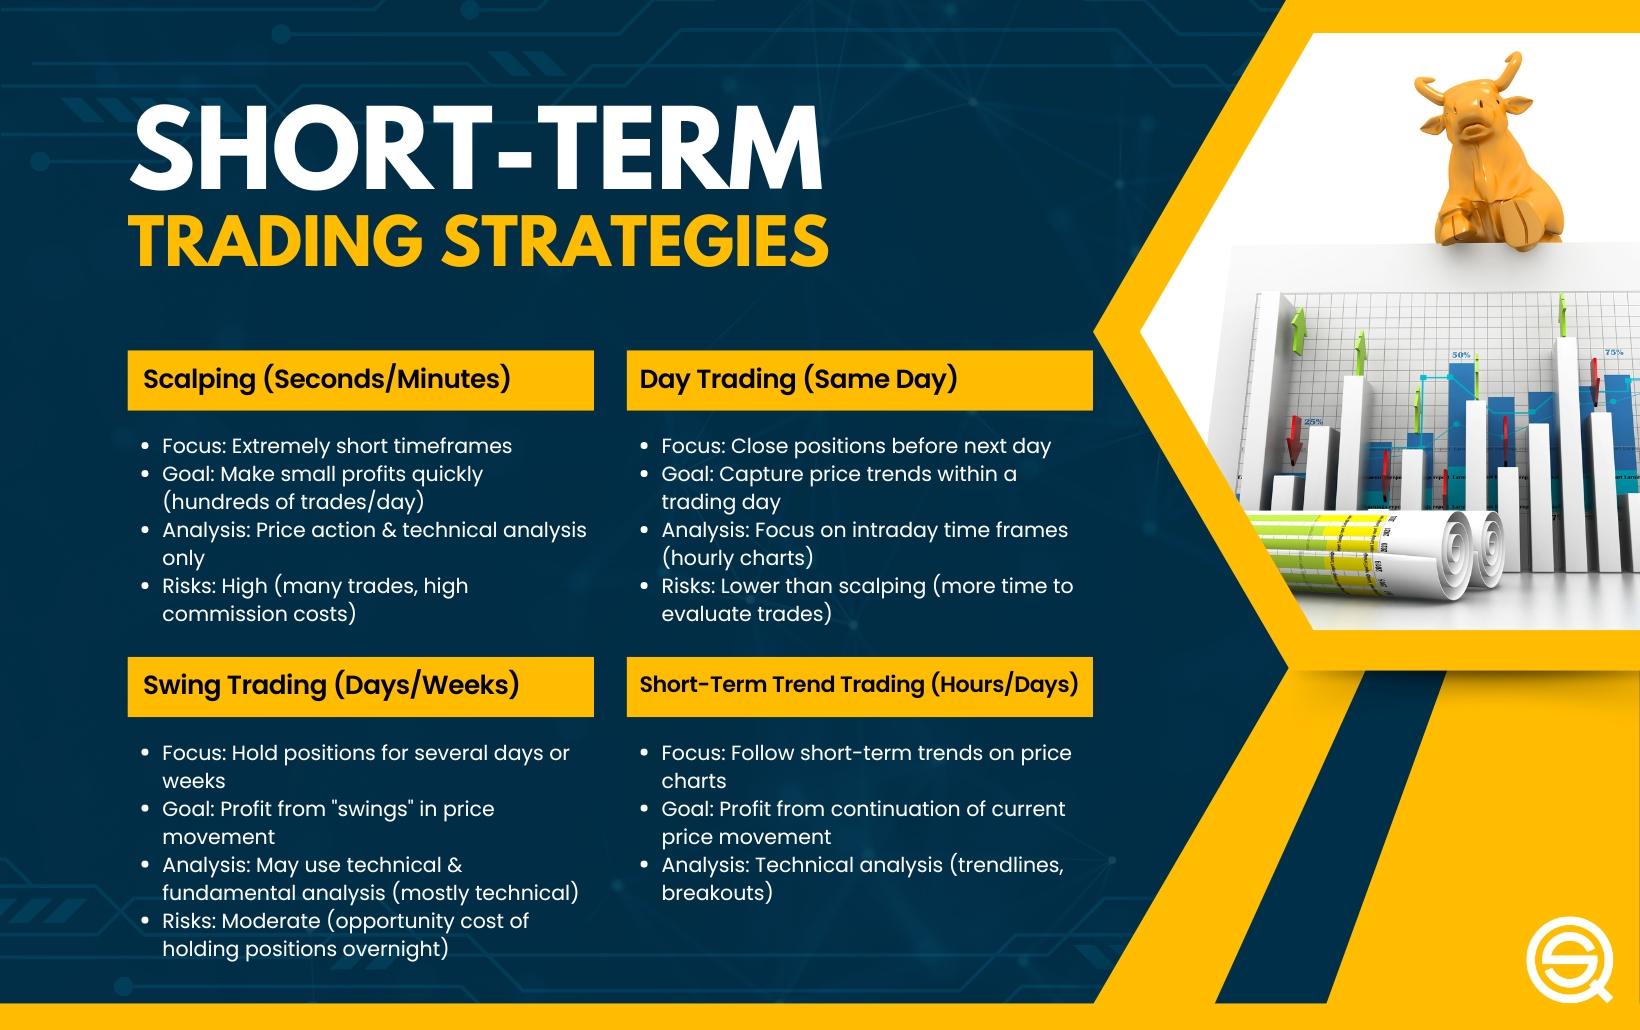 SHORT-TERM
TRADING STRATEGIES
Scalping (Seconds/Minutes)
• Focus: Extremely short timeframes
• Goal: Make small profits quickly
(hundreds of trades/day)
• Analysis: Price action & technical analysis
only
• Risks: High (many trades, high
commission costs)
Day Trading (Same Day)
• Focus: Close positions before next day
• Goal: Capture price trends within a
trading day
• Analysis: Focus on intraday time frames
(hourly charts)
• Risks: Lower than scalping (more time to
evaluate trades)
Swing Trading (Days/Weeks)
• Focus: Hold positions for several days or
weeks
• Goal: Profit from "swings" in price
movement
• Analysis: May use technical &
fundamental analysis (mostly technical)
• Risks: Moderate (opportunity cost of
holding positions overnight)
Short-Term Trend Trading (Hours/Days)
• Focus: Follow short-term trends on price
charts
• Goal: Profit from continuation of current
price movement
• Analysis: Technical analysis (trendlines,
breakouts)
25%
50%
75%